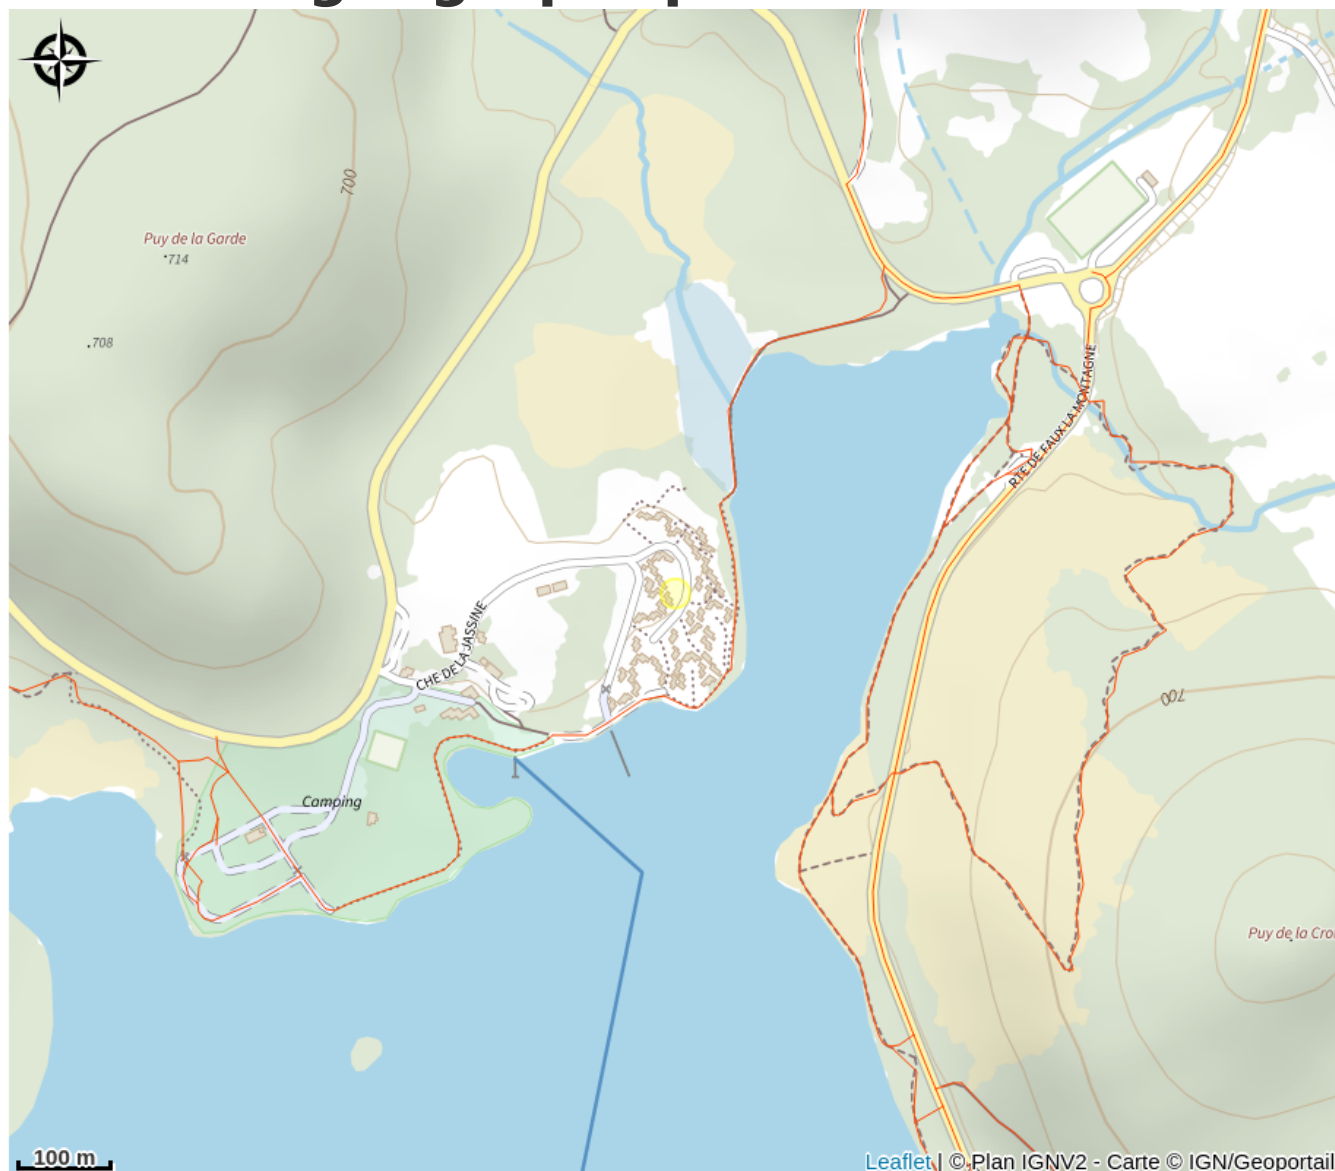 700
Puy de la Garde
714
708
RTE DE FAUX-LA-MONTAGNE
CHE DE LA JASSINE
700
Camping
Puy de la Cro
100 m
Leaflet | © Plan IGNV2 - Carte © IGN/Geoportail